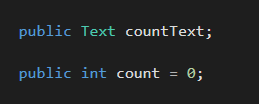 public Text countText;
public int count = 0;